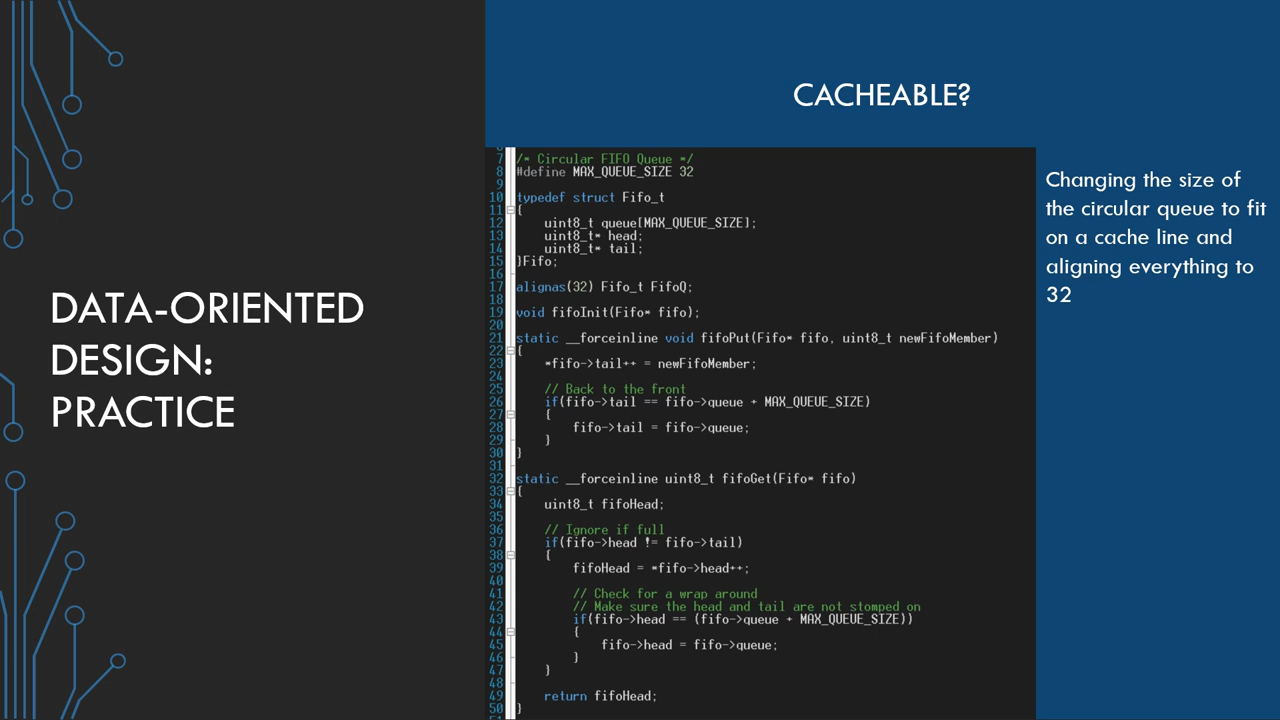 DATA-ORIENTED
DESIGN:
PRACTICE
CACHEABLE?
7 /* Circular FIFO Queue */
8 #define MAX_QUEUE_SIZE 32
9
10 typedef struct Fifo_t
11 {
12 uint8_t queue[MAX_QUEUE_SIZE];
13 uint8_t* head;
14 uint8_t* tail;
15 }Fifo;
16
17 alignas(32) Fifo_t FifoQ;
18
19 void fifoInit(Fifo* fifo);
20
21 static __forceinline void fifoPut(Fifo* fifo, uint8_t newFifoMember)
22 {
23 *fifo->tail++ = newFifoMember;
24
25 // Back to the front
26 if(fifo->tail == fifo->queue + MAX_QUEUE_SIZE)
27 {
28 fifo->tail = fifo->queue;
29 }
30 }
31
32 static __forceinline uint8_t fifoGet(Fifo* fifo)
33 {
34 uint8_t fifoHead;
35
36 // Ignore if full
37 if(fifo->head != fifo->tail)
38 {
39 fifoHead = *fifo->head++;
40
41 // Check for a wrap around
42 // Make sure the head and tail are not stomped on
43 if(fifo->head == (fifo->queue + MAX_QUEUE_SIZE))
44 {
45 fifo->head = fifo->queue;
46 }
47 }
48
49 return fifoHead;
50 }
Changing the size of
the circular queue to fit
on a cache line and
aligning everything to
32